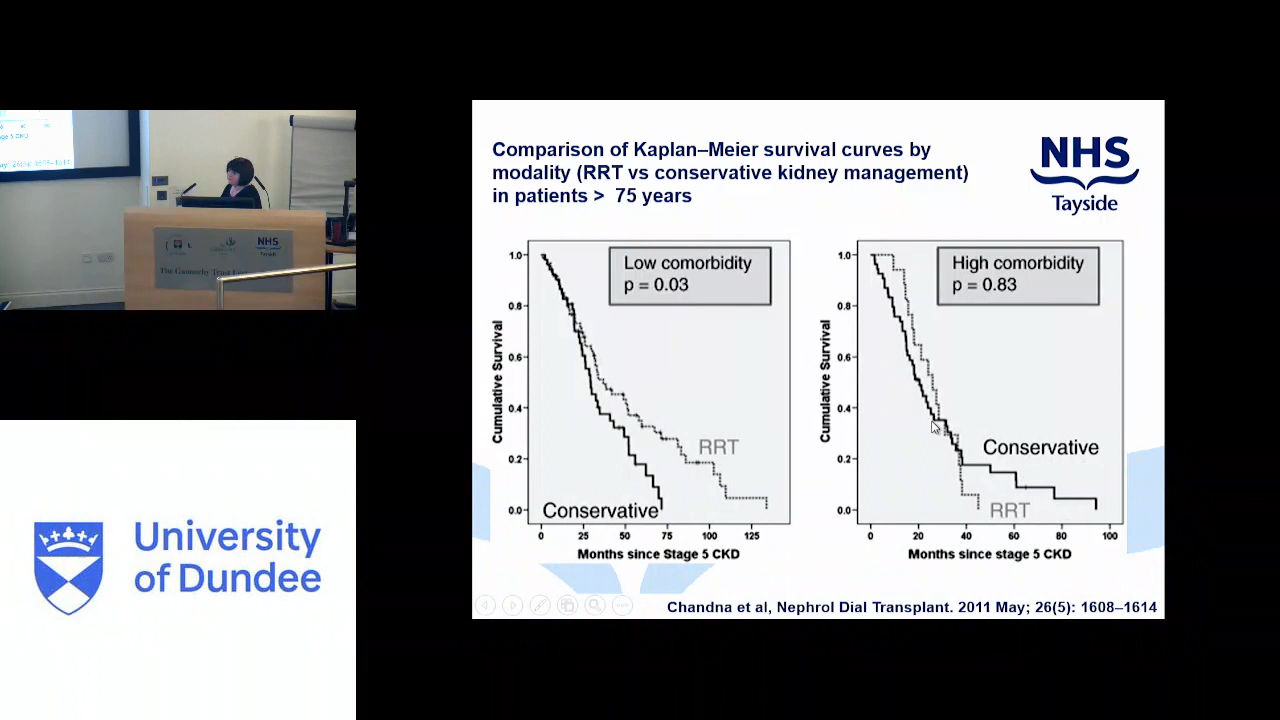 Comparison of Kaplan–Meier survival curves by
modality (RRT vs conservative kidney management)
in patients > 75 years
NHS
Tayside
Low comorbidity
p = 0.03
1.0
0.8
0.6
0.4
0.2
0.0
Cumulative Survival
RRT
Conservative
0 25 50 75 100 125
Months since Stage 5 CKD
High comorbidity
p = 0.83
1.0
0.8
0.6
0.4
0.2
0.0
Cumulative Survival
Conservative
RRT
0 20 40 60 80 100
Months since stage 5 CKD
Chandna et al, Nephrol Dial Transplant. 2011 May; 26(5): 1608–1614
NHS
The Gannochy Trust
University
of Dundee